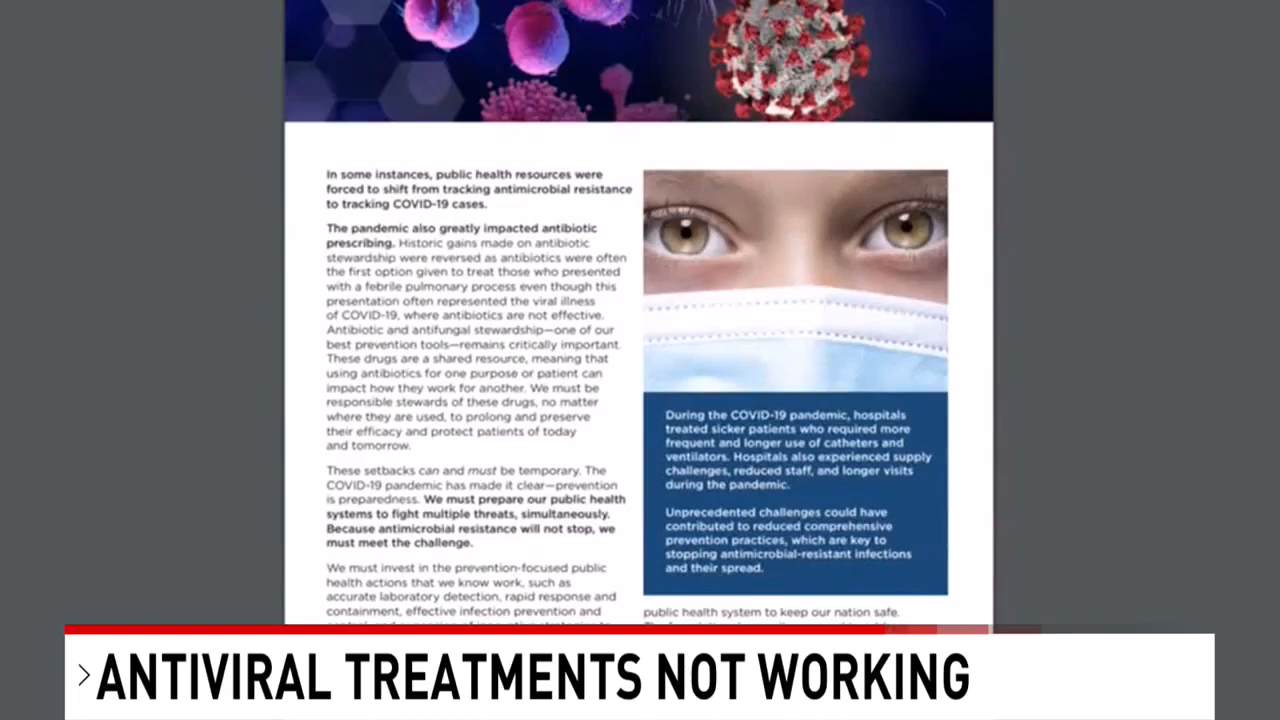 In some instances, public health resources were
forced to shift from tracking antimicrobial resistance
to tracking COVID-19 cases.
The pandemic also greatly impacted antibiotic
prescribing. Historic gains made on antibiotic
stewardship were reversed as antibiotics were often
the first option given to treat those who presented
with a febrile pulmonary process even though this
presentation often represented the viral illness
of COVID-19, where antibiotics are not effective.
Antibiotic and antifungal stewardship—one of our
best prevention tools—remains critically important.
These drugs are a shared resource, meaning that
using antibiotics for one purpose or patient can
impact how they work for another. We must be
responsible stewards of these drugs, no matter
where they are used, to prolong and preserve
their efficacy and protect patients of today
and tomorrow.
These setbacks can and must be temporary. The
COVID-19 pandemic has made it clear—prevention
is preparedness. We must prepare our public health
systems to fight multiple threats, simultaneously.
Because antimicrobial resistance will not stop, we
must meet the challenge.
We must invest in the prevention-focused public
health actions that we know work, such as
accurate laboratory detection, rapid response and
containment, effective infection prevention and
During the COVID-19 pandemic, hospitals
treated sicker patients who required more
frequent and longer use of catheters and
ventilators. Hospitals also experienced supply
challenges, reduced staff, and longer visits
during the pandemic.
Unprecedented challenges could have
contributed to reduced comprehensive
prevention practices, which are key to
stopping antimicrobial-resistant infections
and their spread.
public health system to keep our nation safe.
ANTIVIRAL TREATMENTS NOT WORKING